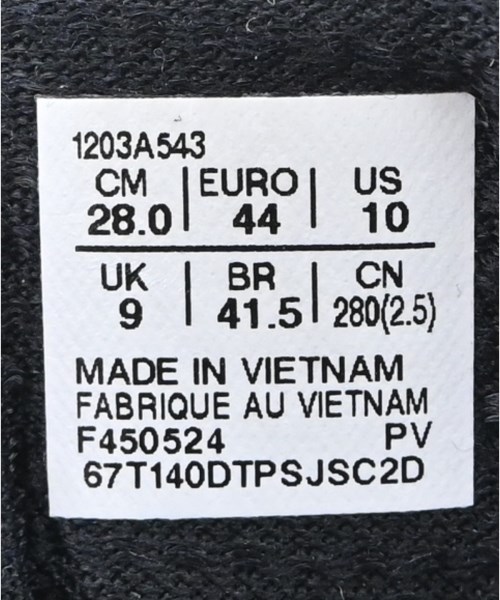 1203A543
CM | EURO | US
28.0 | 44 | 10
UK | BR | CN
9 | 41.5 | 280(2.5)
MADE IN VIETNAM
FABRIQUE AU VIETNAM
F450524 PV
67T140DTPSJSC2D